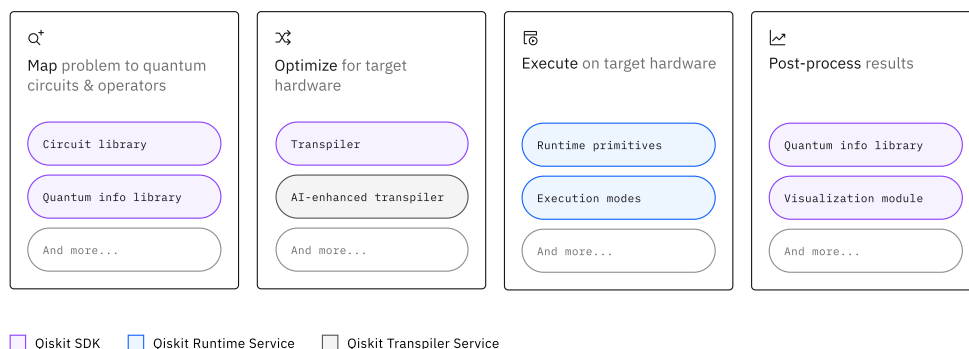 Map problem to quantum
circuits & operators
Circuit library
Quantum info library
And more...
Optimize for target
hardware
Transpiler
AI-enhanced transpiler
And more...
Execute on target hardware
Runtime primitives
Execution modes
And more...
Post-process results
Quantum info library
Visualization module
And more...
Qiskit SDK
Qiskit Runtime Service
Qiskit Transpiler Service